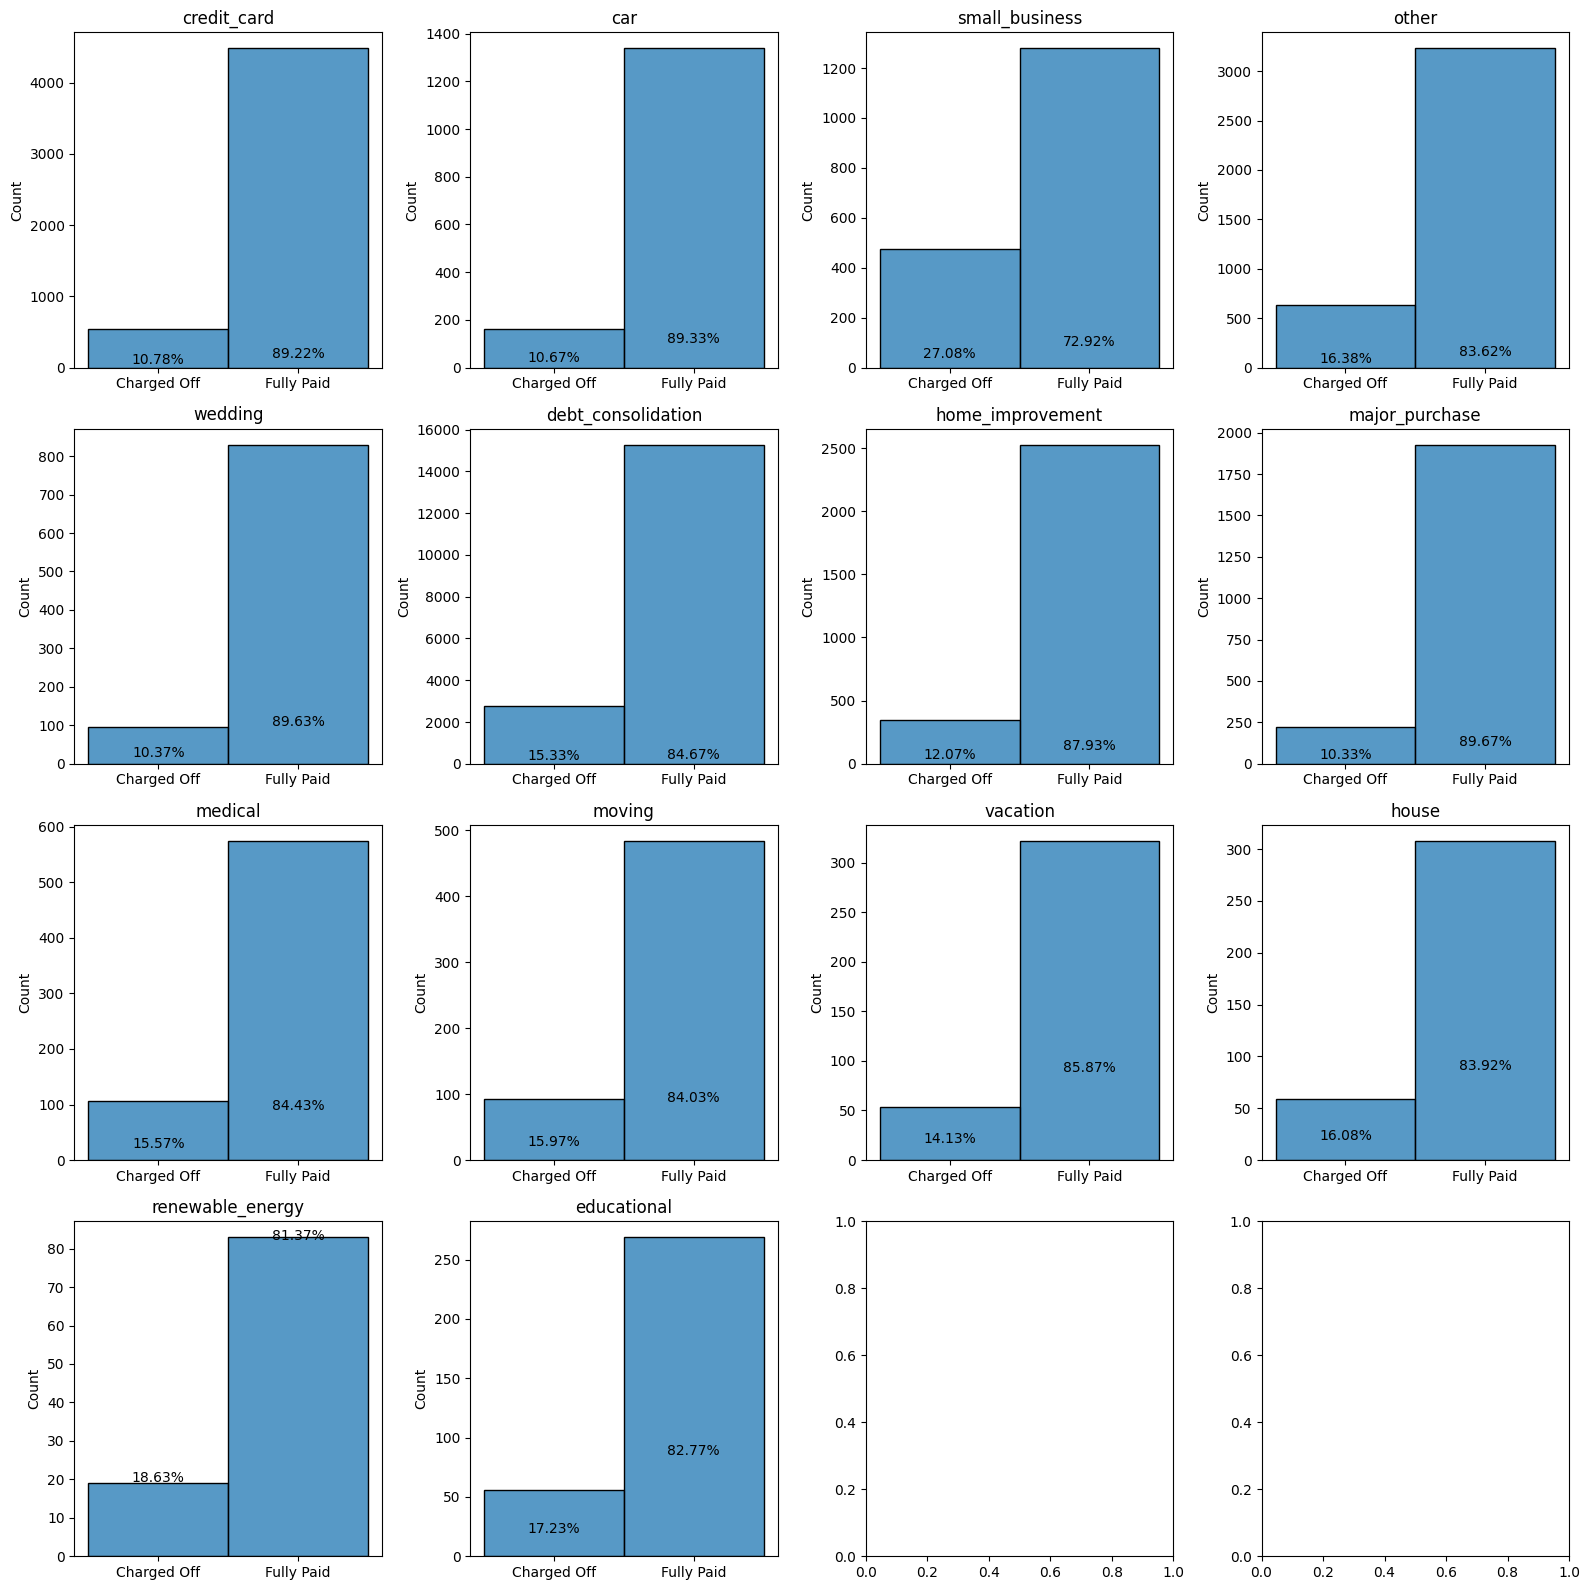 credit_card
car
small_business
other
4000
3000
2000
1000
0
Count
10.78%
89.22%
Charged Off
Fully Paid
1400
1200
1000
800
600
400
200
0
Count
10.67%
89.33%
Charged Off
Fully Paid
1200
1000
800
600
400
200
0
Count
27.08%
72.92%
Charged Off
Fully Paid
3000
2500
2000
1500
1000
500
0
Count
16.38%
83.62%
Charged Off
Fully Paid
wedding
debt_consolidation
home_improvement
major_purchase
800
700
600
500
400
300
200
100
0
Count
10.37%
89.63%
Charged Off
Fully Paid
16000
14000
12000
10000
8000
6000
4000
2000
0
Count
15.33%
84.67%
Charged Off
Fully Paid
2500
2000
1500
1000
500
0
Count
12.07%
87.93%
Charged Off
Fully Paid
2000
1750
1500
1250
1000
750
500
250
0
Count
10.33%
89.67%
Charged Off
Fully Paid
medical
moving
vacation
house
600
500
400
300
200
100
0
Count
15.57%
84.43%
Charged Off
Fully Paid
500
400
300
200
100
0
Count
15.97%
84.03%
Charged Off
Fully Paid
300
250
200
150
100
50
0
Count
14.13%
85.87%
Charged Off
Fully Paid
300
250
200
150
100
50
0
Count
16.08%
83.92%
Charged Off
Fully Paid
renewable_energy
educational
80
70
60
50
40
30
20
10
0
Count
18.63%
81.37%
Charged Off
Fully Paid
250
200
150
100
50
0
Count
17.23%
82.77%
Charged Off
Fully Paid
1.0
0.8
0.6
0.4
0.2
0.0
0.0 0.2 0.4 0.6 0.8 1.0
1.0
0.8
0.6
0.4
0.2
0.0
0.0 0.2 0.4 0.6 0.8 1.0